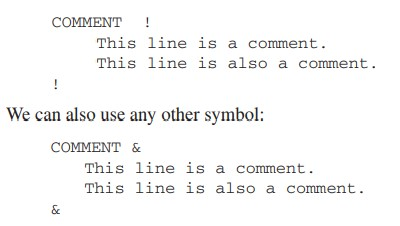 COMMENT !
This line is a comment.
This line is also a comment.
!
We can also use any other symbol:
COMMENT &
This line is a comment.
This line is also a comment.
&